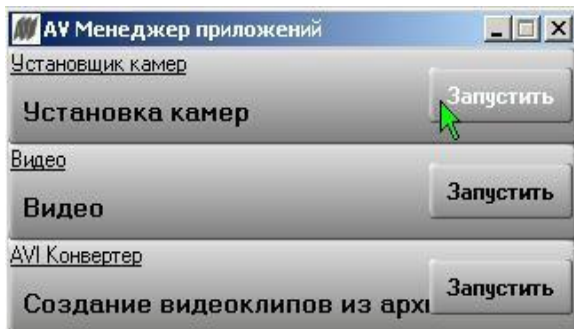 AV Менеджер приложений
Установщик камер
Установка камер
Запустить
Видео
Видео
Запустить
AVI Конвертер
Создание видеоклипов из архи
Запустить